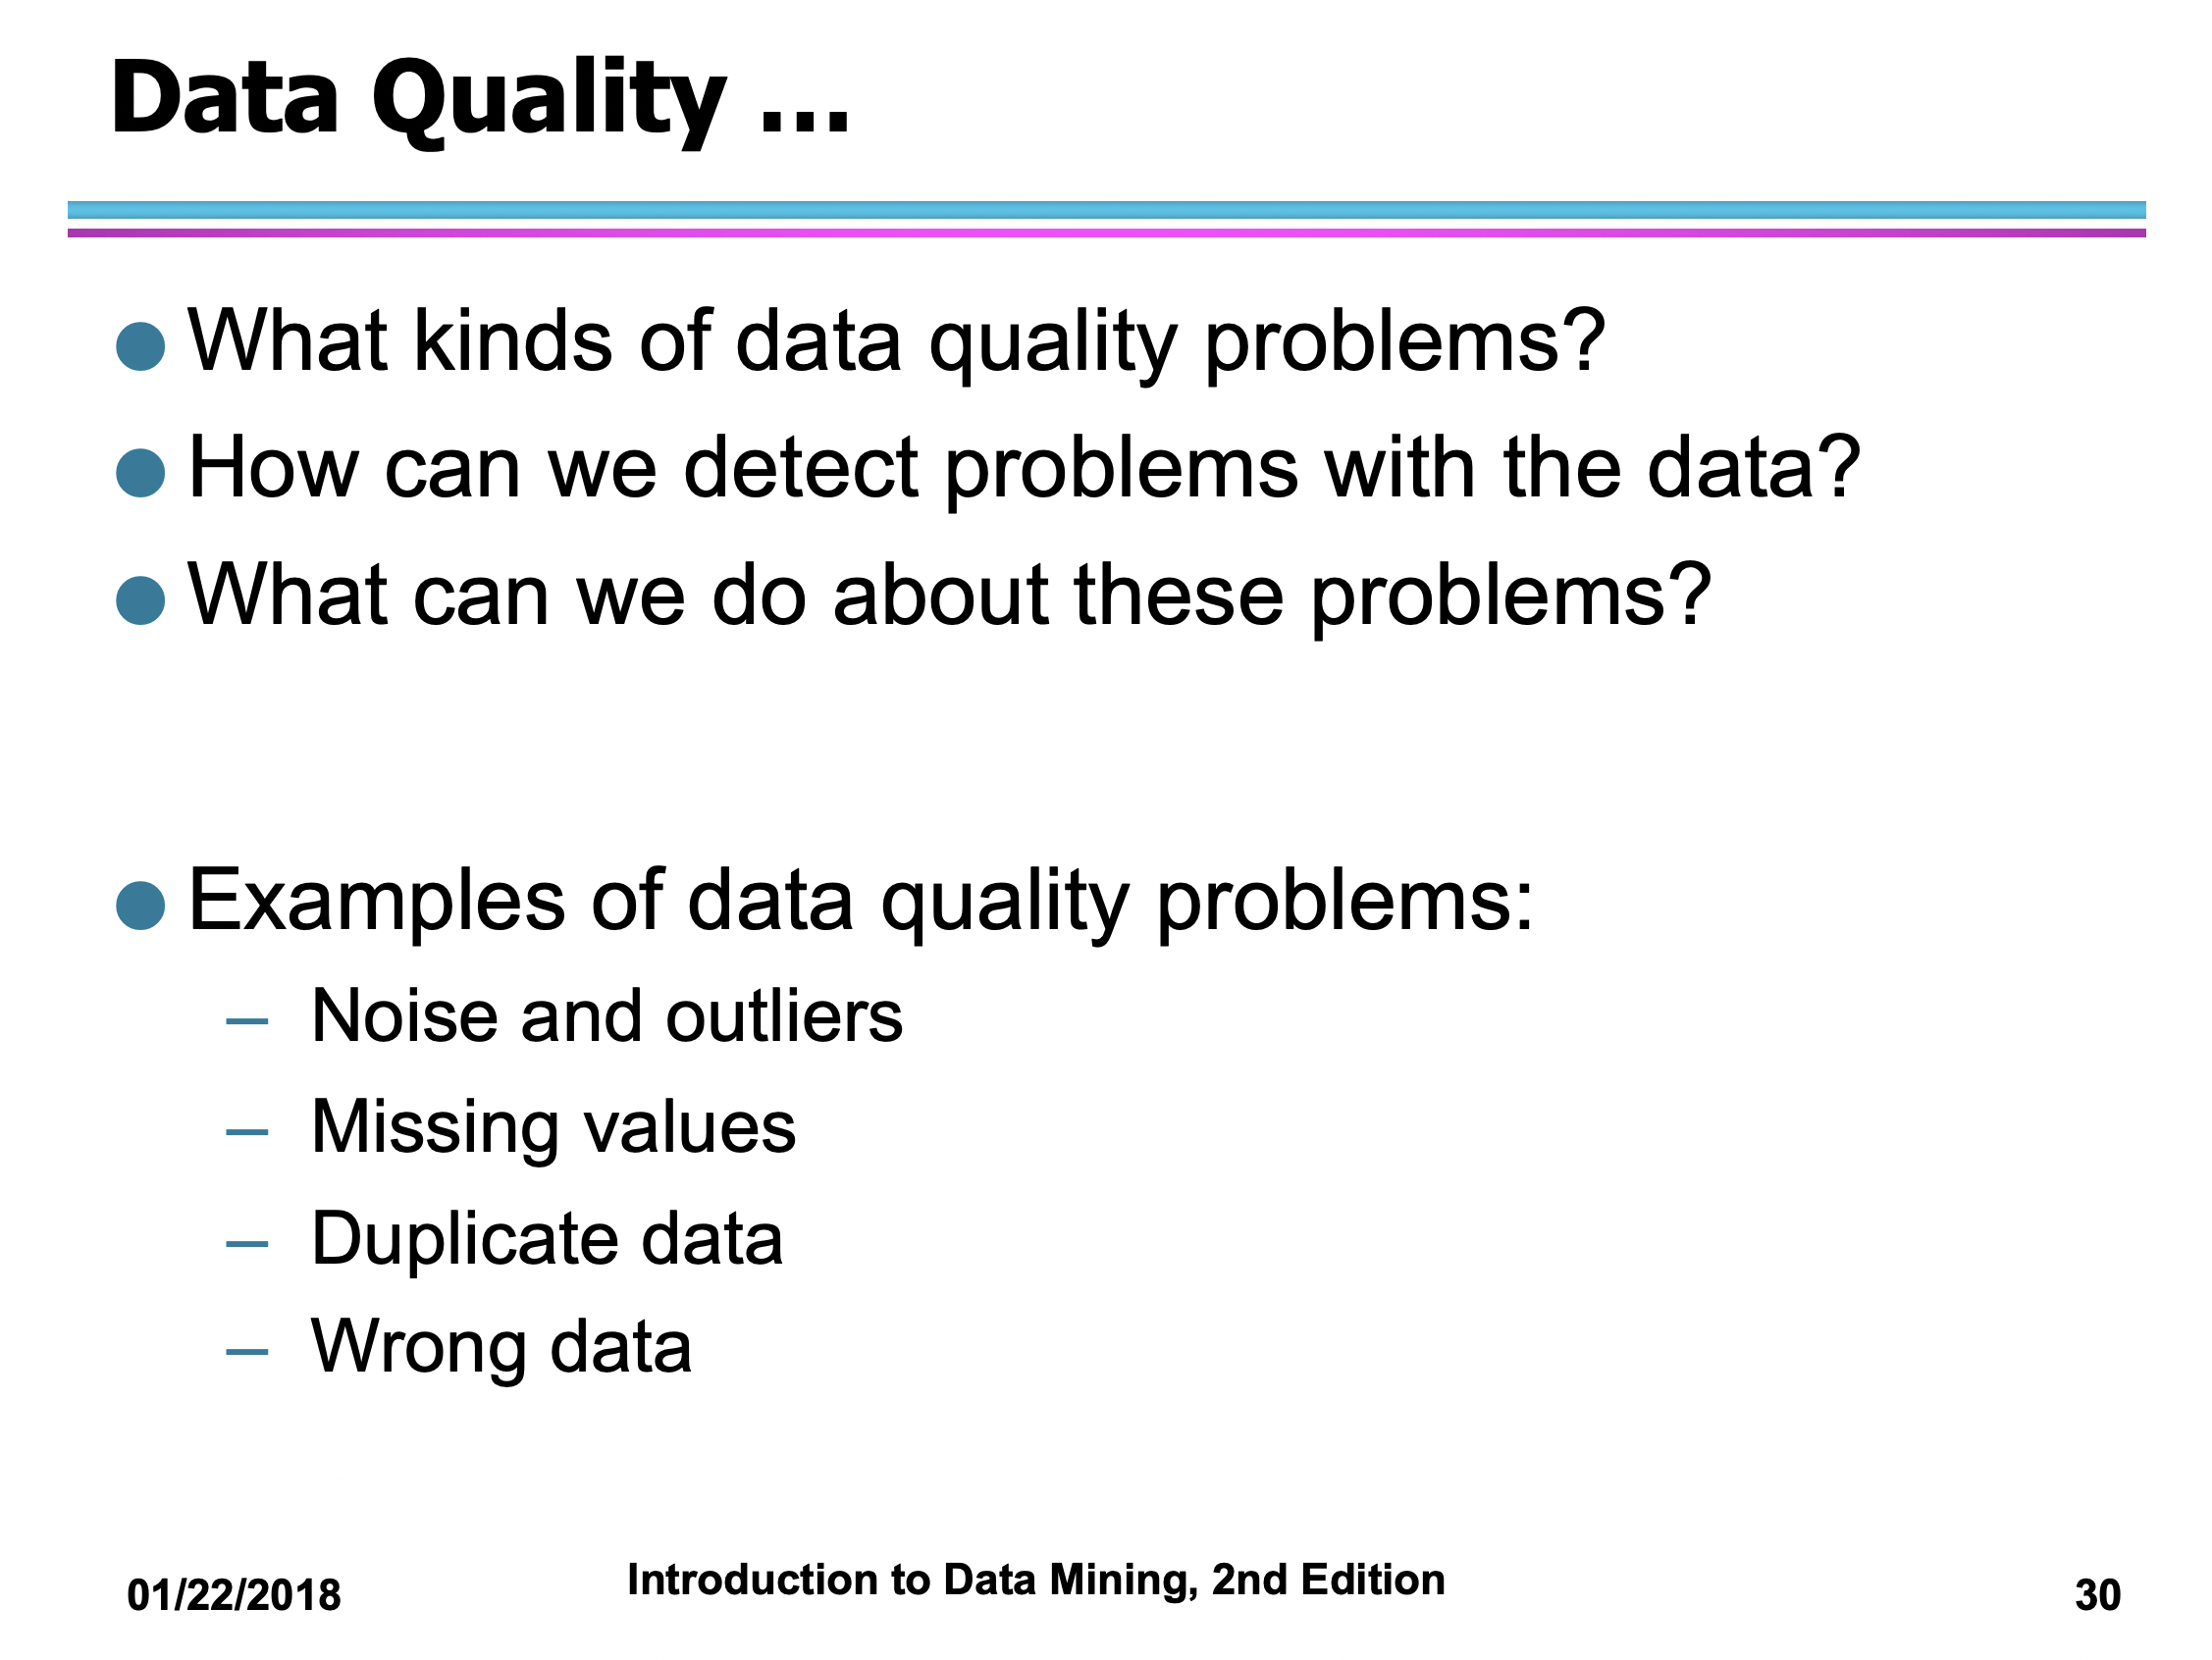 Data Quality ...
● What kinds of data quality problems?
● How can we detect problems with the data?
● What can we do about these problems?
● Examples of data quality problems:
– Noise and outliers
– Missing values
– Duplicate data
– Wrong data
01/22/2018
Introduction to Data Mining, 2nd Edition
30